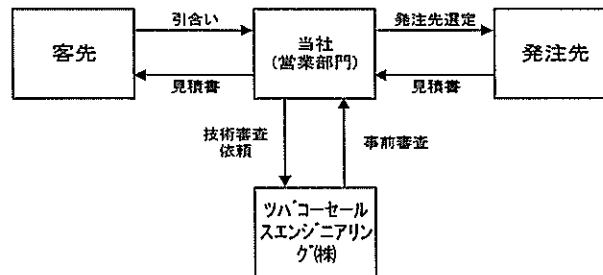 引合い
発注先選定
客先
当社
(営業部門)
発注先
見積書
見積書
技術審査
依頼
事前審査
ツバコーセール
スエンジニアリン
グ(株)